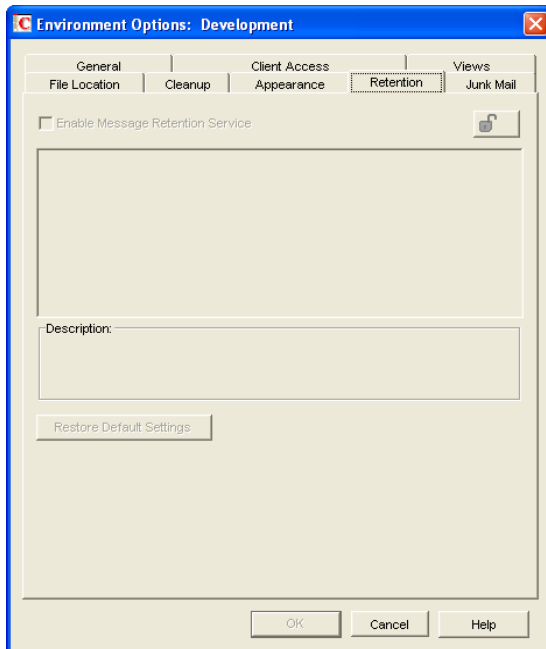 C Environment Options: Development
General Client Access Views
File Location Cleanup Appearance Retention Junk Mail
Enable Message Retention Service
Description:
Restore Default Settings
OK Cancel Help